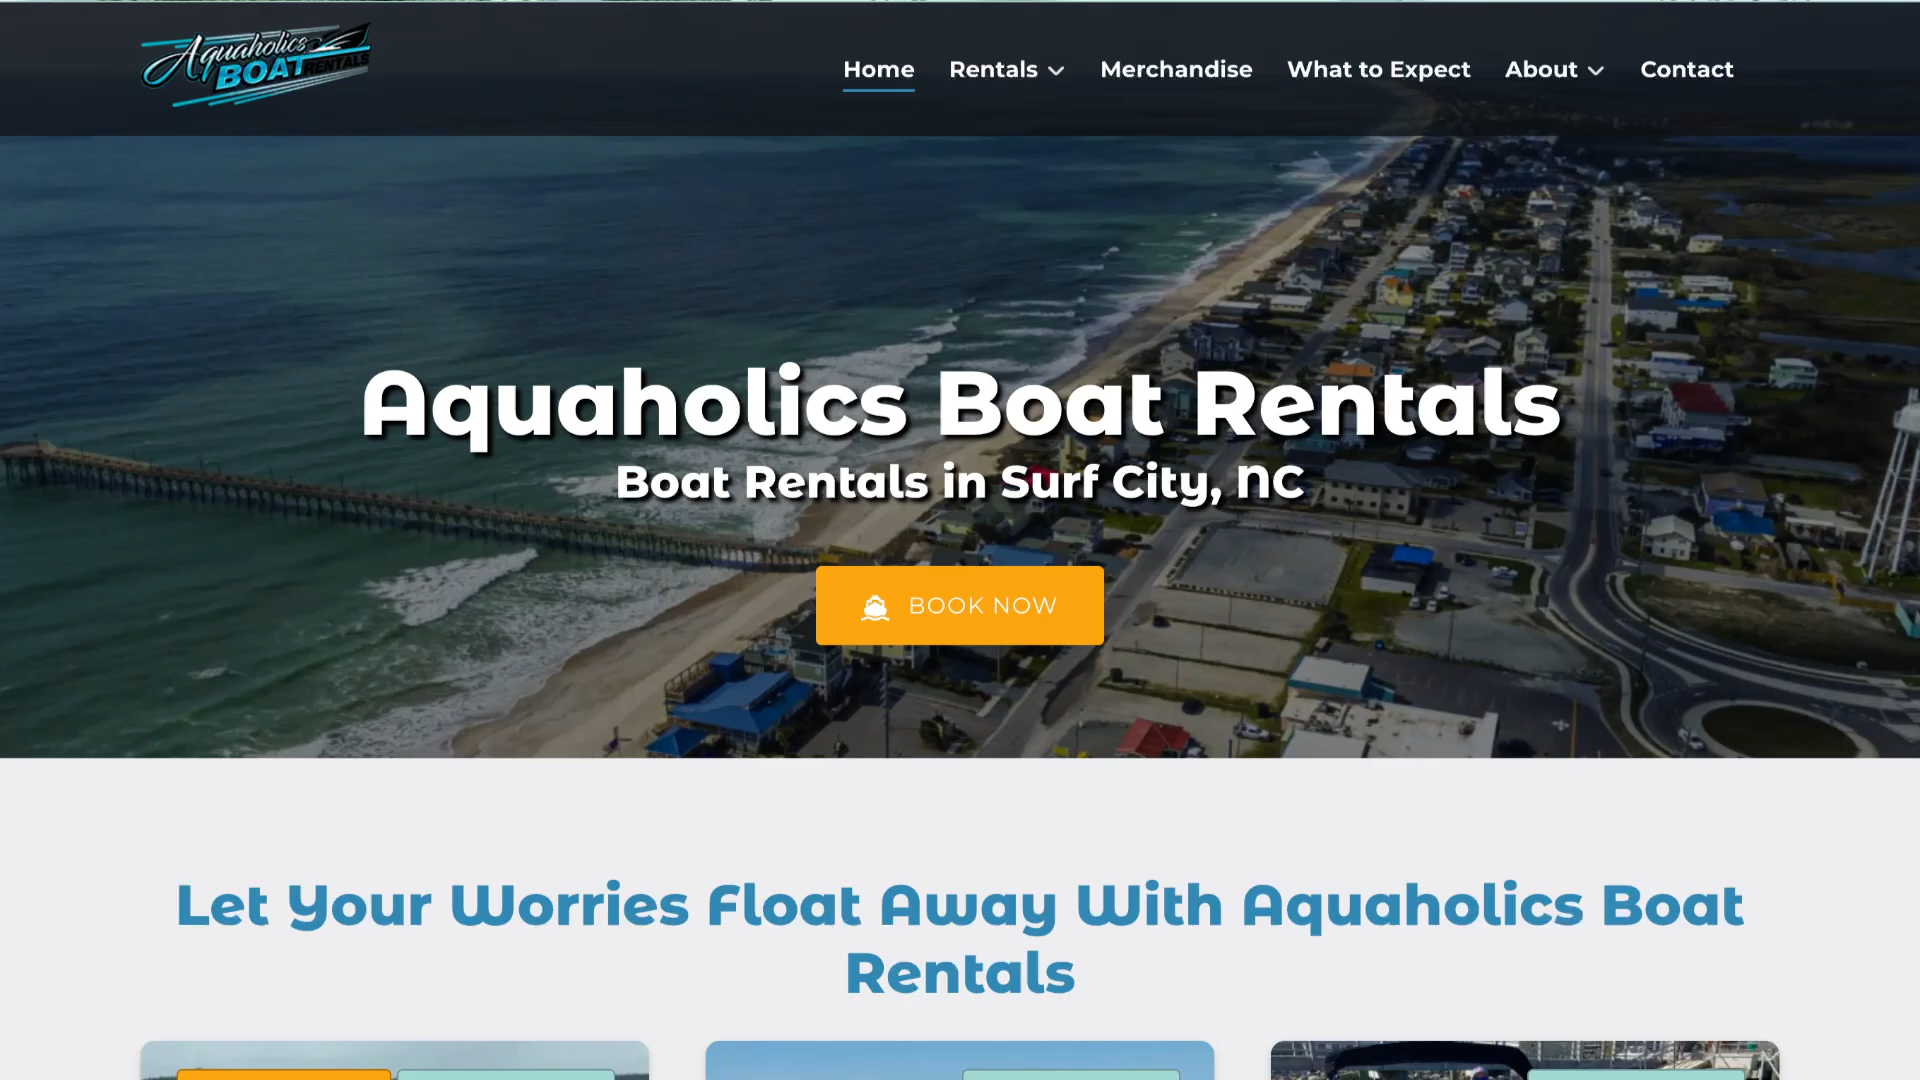 Aquaholics
BOAT RENTALS
Home
Rentals
Merchandise
What to Expect
About
Contact
Aquaholics Boat Rentals
Boat Rentals in Surf City, NC
BOOK NOW
Let Your Worries Float Away With Aquaholics Boat
Rentals